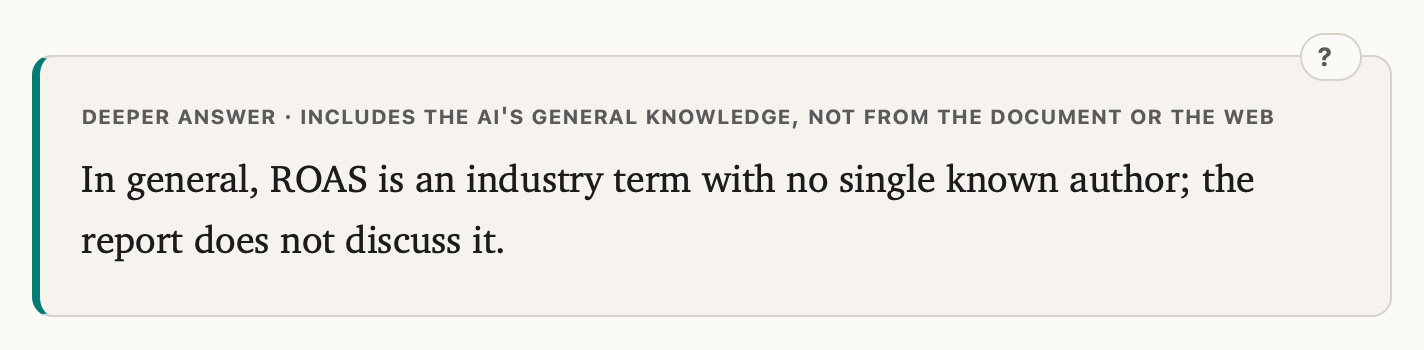 ?
DEEPER ANSWER · INCLUDES THE AI'S GENERAL KNOWLEDGE, NOT FROM THE DOCUMENT OR THE WEB
In general, ROAS is an industry term with no single known author; the
report does not discuss it.